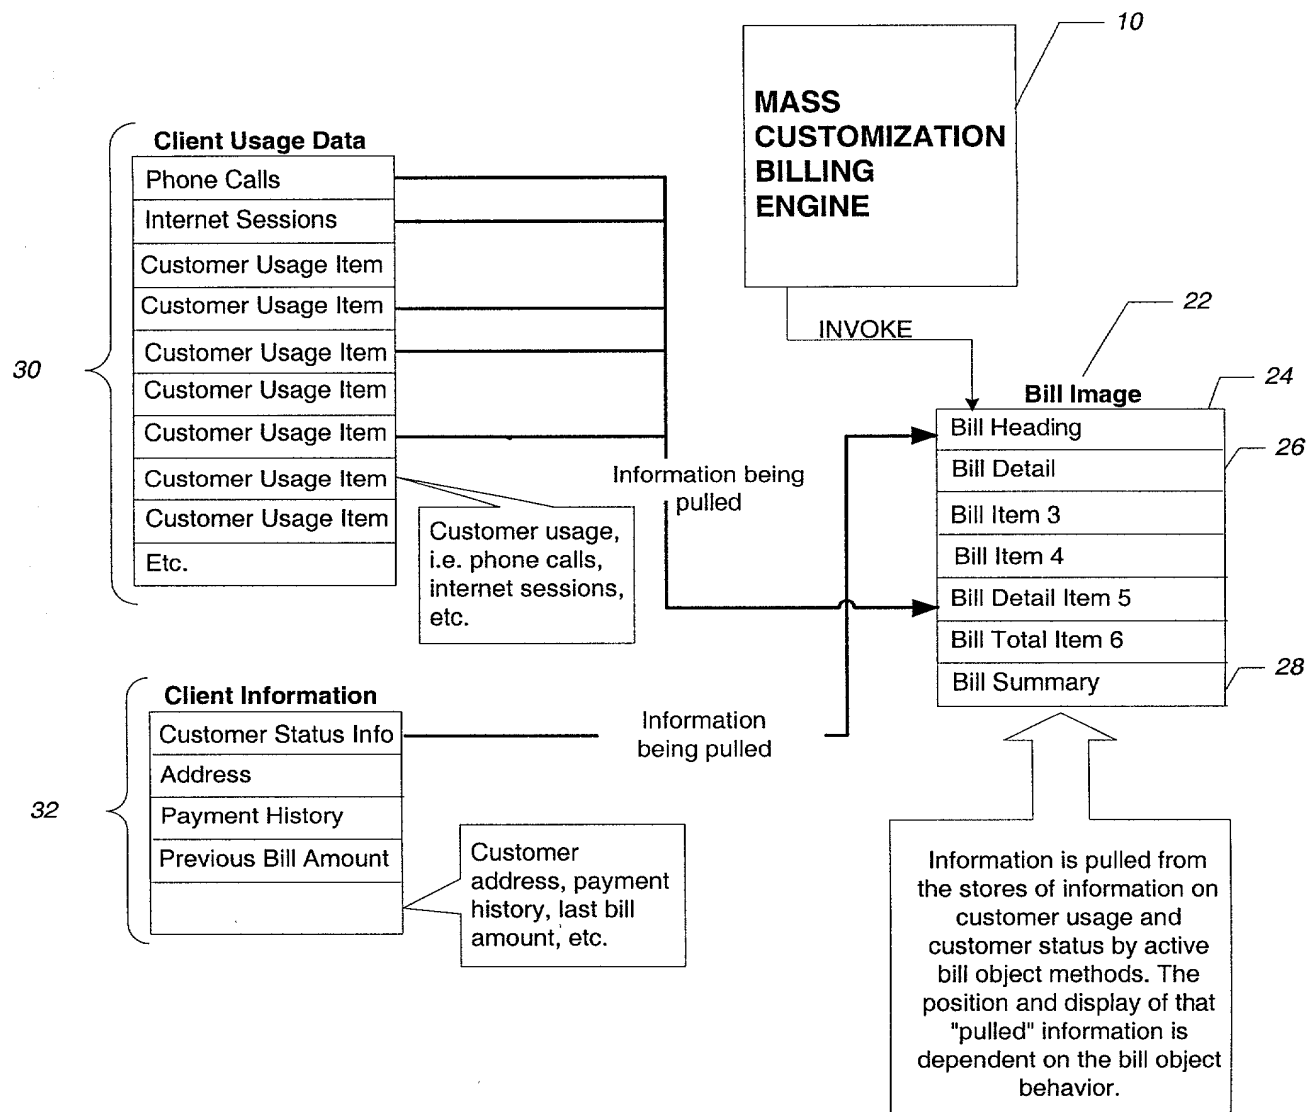 10
MASS
CUSTOMIZATION
BILLING
ENGINE
Client Usage Data
Phone Calls
Internet Sessions
Customer Usage Item
Customer Usage Item
Customer Usage Item
Customer Usage Item
Customer Usage Item
Customer Usage Item
Customer Usage Item
Etc.
30
Customer usage,
i.e. phone calls,
internet sessions,
etc.
Information being
pulled
INVOKE
22
24
Bill Image
Bill Heading
26
Bill Detail
Bill Item 3
Bill Item 4
Bill Detail Item 5
Bill Total Item 6
Bill Summary
28
Client Information
Customer Status Info
Address
Payment History
Previous Bill Amount
32
Information
being pulled
Customer
address, payment
history, last bill
amount, etc.
Information is pulled from
the stores of information on
customer usage and
customer status by active
bill object methods. The
position and display of that
"pulled" information is
dependent on the bill object
behavior.